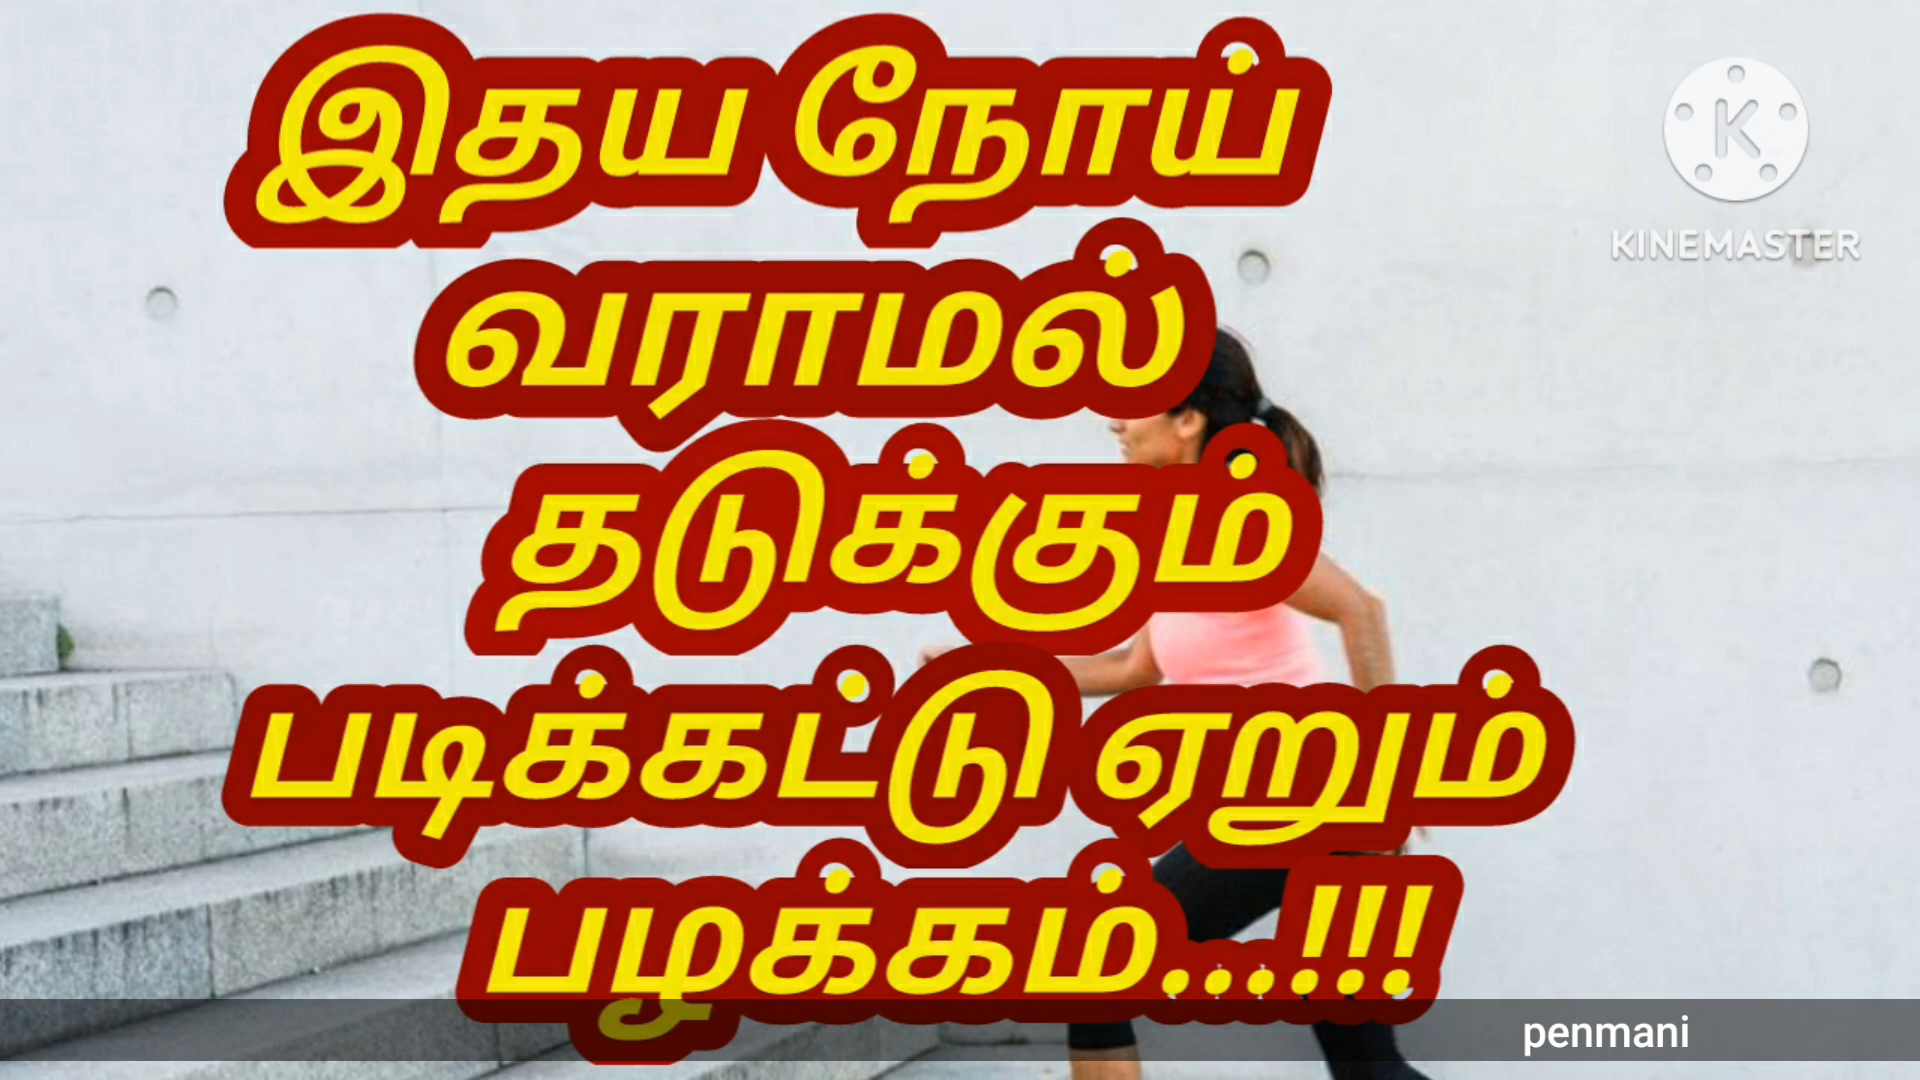 இதய நோய்
வராமல்
தடுக்கும்
படிக்கட்டு ஏறும்
பழக்கம்...!!!
KINEMASTER
penmani